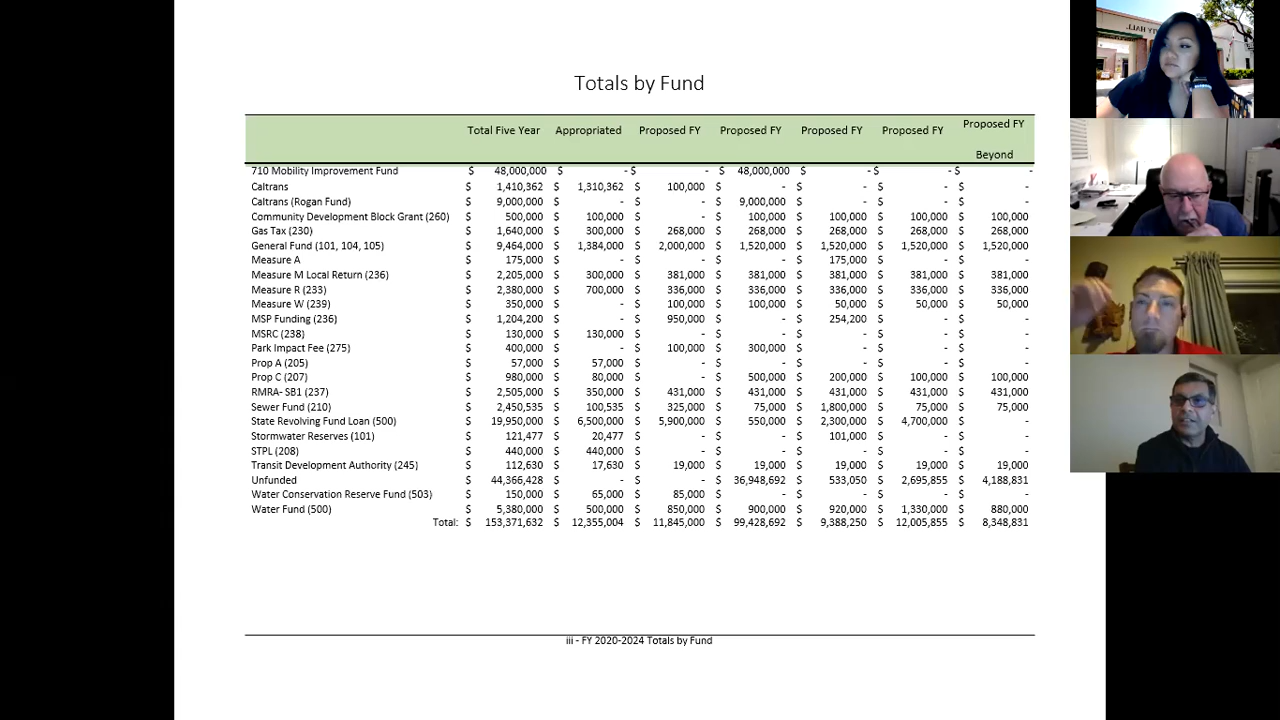 Totals by Fund
Total Five Year Appropriated Proposed FY Proposed FY Proposed FY Proposed FY Proposed FY
Beyond
710 Mobility Improvement Fund $ 48,000,000 $ - $ - $ 48,000,000 $ - $ - $ -
Caltrans $ 1,410,362 $ 1,310,362 $ 100,000 $ - $ - $ - $ -
Caltrans (Rogan Fund) $ 9,000,000 $ - $ - $ 9,000,000 $ - $ - $ -
Community Development Block Grant (260) $ 500,000 $ 100,000 $ - $ 100,000 $ 100,000 $ 100,000 $ 100,000
Gas Tax (230) $ 1,640,000 $ 300,000 $ 268,000 $ 268,000 $ 268,000 $ 268,000 $ 268,000
General Fund (101, 104, 105) $ 9,464,000 $ 1,384,000 $ 2,000,000 $ 1,520,000 $ 1,520,000 $ 1,520,000 $ 1,520,000
Measure A $ 175,000 $ - $ - $ - $ 175,000 $ - $ -
Measure M Local Return (236) $ 2,205,000 $ 300,000 $ 381,000 $ 381,000 $ 381,000 $ 381,000 $ 381,000
Measure R (233) $ 2,380,000 $ 700,000 $ 336,000 $ 336,000 $ 336,000 $ 336,000 $ 336,000
Measure W (239) $ 350,000 $ - $ 100,000 $ 100,000 $ 50,000 $ 50,000 $ 50,000
MSP Funding (236) $ 1,204,200 $ - $ 950,000 $ - $ 254,200 $ - $ -
MSRC (238) $ 130,000 $ 130,000 $ - $ - $ - $ - $ -
Park Impact Fee (275) $ 400,000 $ - $ 100,000 $ 300,000 $ - $ - $ -
Prop A (205) $ 57,000 $ 57,000 $ - $ - $ - $ - $ -
Prop C (207) $ 980,000 $ 80,000 $ - $ 500,000 $ 200,000 $ 100,000 $ 100,000
RMRA- SB1 (237) $ 2,505,000 $ 350,000 $ 431,000 $ 431,000 $ 431,000 $ 431,000 $ 431,000
Sewer Fund (210) $ 2,450,535 $ 100,535 $ 325,000 $ 75,000 $ 1,800,000 $ 75,000 $ 75,000
State Revolving Fund Loan (500) $ 19,950,000 $ 6,500,000 $ 5,900,000 $ 550,000 $ 2,300,000 $ 4,700,000 $ -
Stormwater Reserves (101) $ 121,477 $ 20,477 $ - $ - $ 101,000 $ - $ -
STPL (208) $ 440,000 $ 440,000 $ - $ - $ - $ - $ -
Transit Development Authority (245) $ 112,630 $ 17,630 $ 19,000 $ 19,000 $ 19,000 $ 19,000 $ 19,000
Unfunded $ 44,366,428 $ - $ - $ 36,948,692 $ 533,050 $ 2,695,855 $ 4,188,831
Water Conservation Reserve Fund (503) $ 150,000 $ 65,000 $ 85,000 $ - $ - $ - $ -
Water Fund (500) $ 5,380,000 $ 500,000 $ 850,000 $ 900,000 $ 920,000 $ 1,330,000 $ 880,000
Total: $ 153,371,632 $ 12,355,004 $ 11,845,000 $ 99,428,692 $ 9,388,250 $ 12,005,855 $ 8,348,831
iii - FY 2020-2024 Totals by Fund